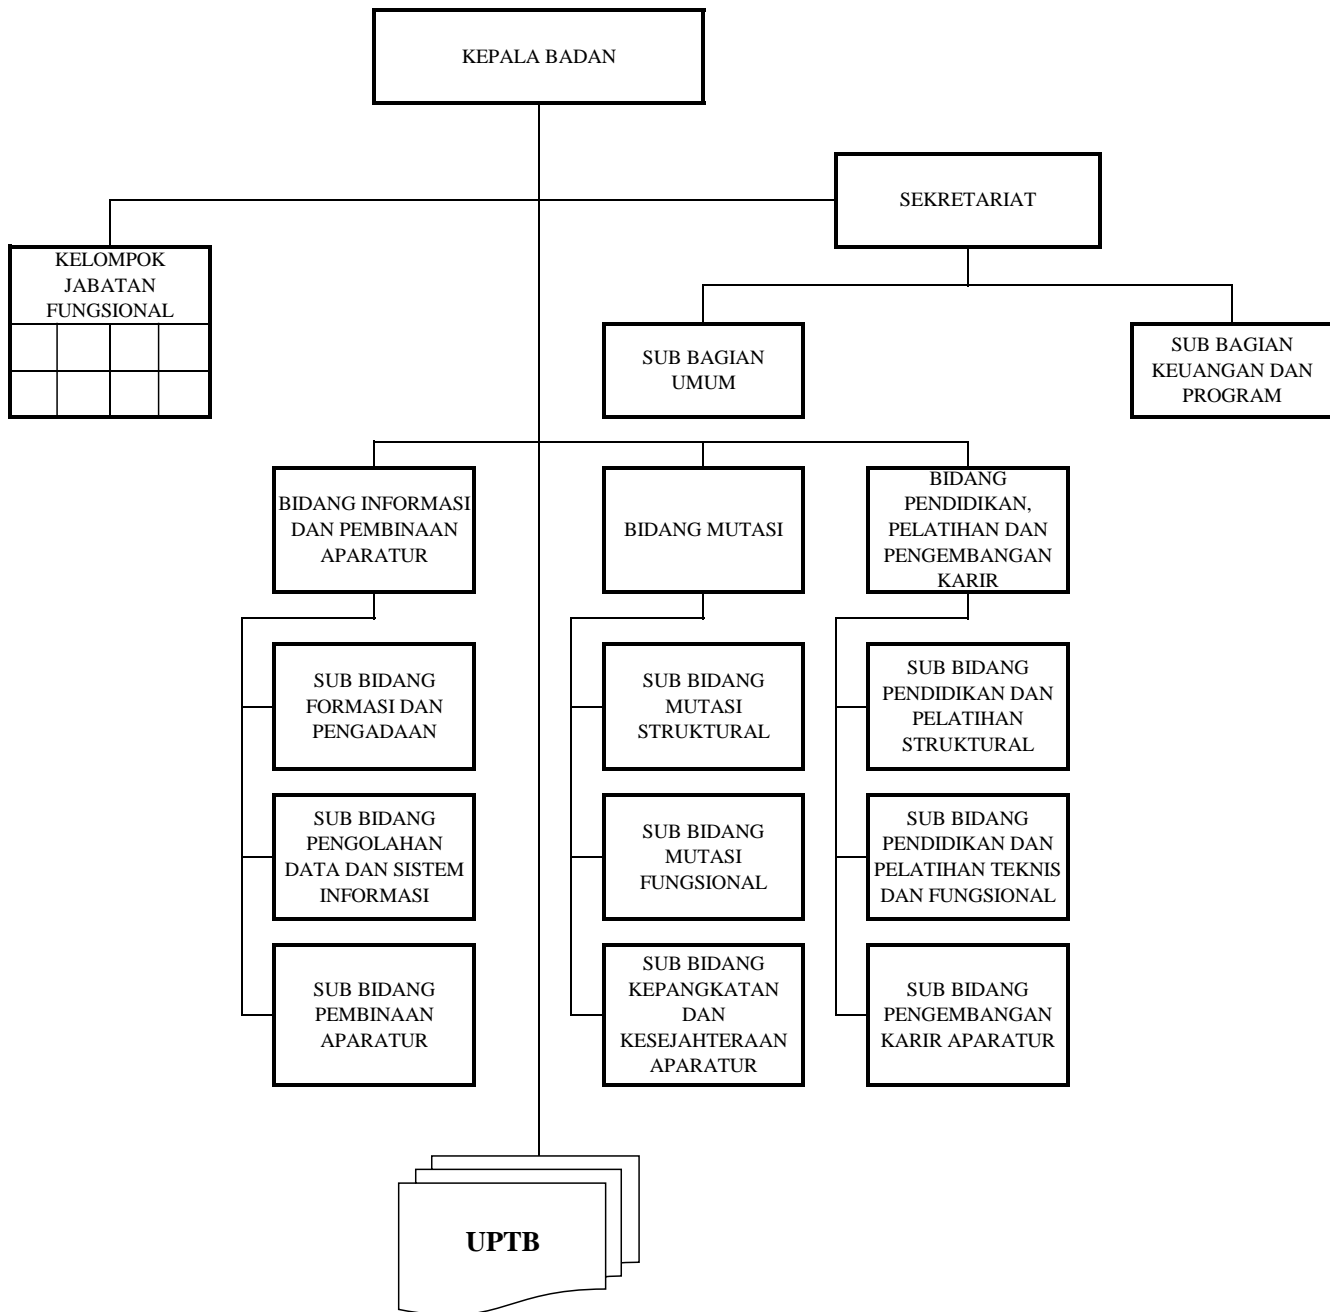 KEPALA BADAN
SEKRETARIAT
KELOMPOK
JABATAN
FUNGSIONAL
SUB BAGIAN
UMUM
SUB BAGIAN
KEUANGAN DAN
PROGRAM
BIDANG INFORMASI
DAN PEMBINAAN
APARATUR
BIDANG MUTASI
BIDANG
PENDIDIKAN,
PELATIHAN DAN
PENGEMBANGAN
KARIR
SUB BIDANG
FORMASI DAN
PENGADAAN
SUB BIDANG
MUTASI
STRUKTURAL
SUB BIDANG
PENDIDIKAN DAN
PELATIHAN
STRUKTURAL
SUB BIDANG
PENGOLAHAN
DATA DAN SISTEM
INFORMASI
SUB BIDANG
MUTASI
FUNGSIONAL
SUB BIDANG
PENDIDIKAN DAN
PELATIHAN TEKNIS
DAN FUNGSIONAL
SUB BIDANG
PEMBINAAN
APARATUR
SUB BIDANG
KEPANGKATAN
DAN
KESEJAHTERAAN
APARATUR
SUB BIDANG
PENGEMBANGAN
KARIR APARATUR
UPTB